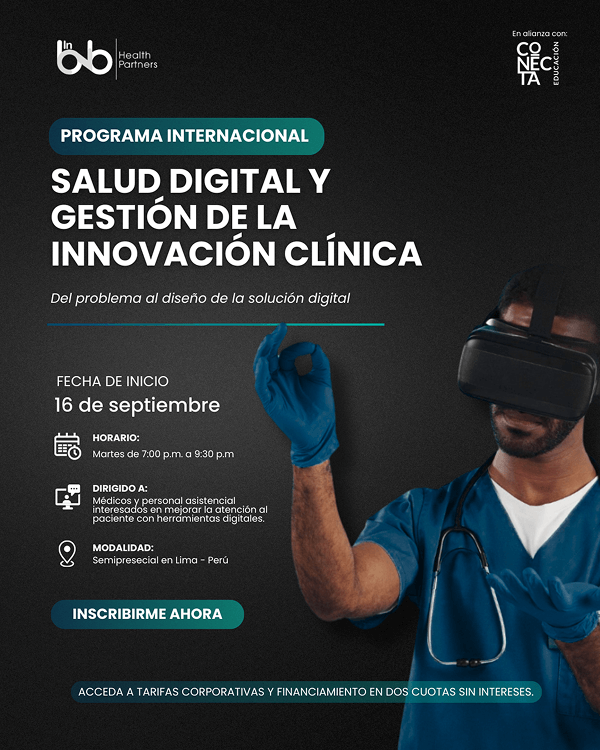 In
bub
Health
Partners
En alianza con:
CO
NEC
TA
EDUCACIÓN
PROGRAMA INTERNACIONAL
SALUD DIGITAL Y
GESTIÓN DE LA
INNOVACIÓN CLÍNICA
Del problema al diseño de la solución digital
FECHA DE INICIO
16 de septiembre
HORARIO:
Martes de 7:00 p.m. a 9:30 p.m
DIRIGIDO A:
Médicos y personal asistencial
interesados en mejorar la atención al
paciente con herramientas digitales.
MODALIDAD:
Semipresecial en Lima - Perú
INSCRIBIRME AHORA
ACCEDA A TARIFAS CORPORATIVAS Y FINANCIAMIENTO EN DOS CUOTAS SIN INTERESES.